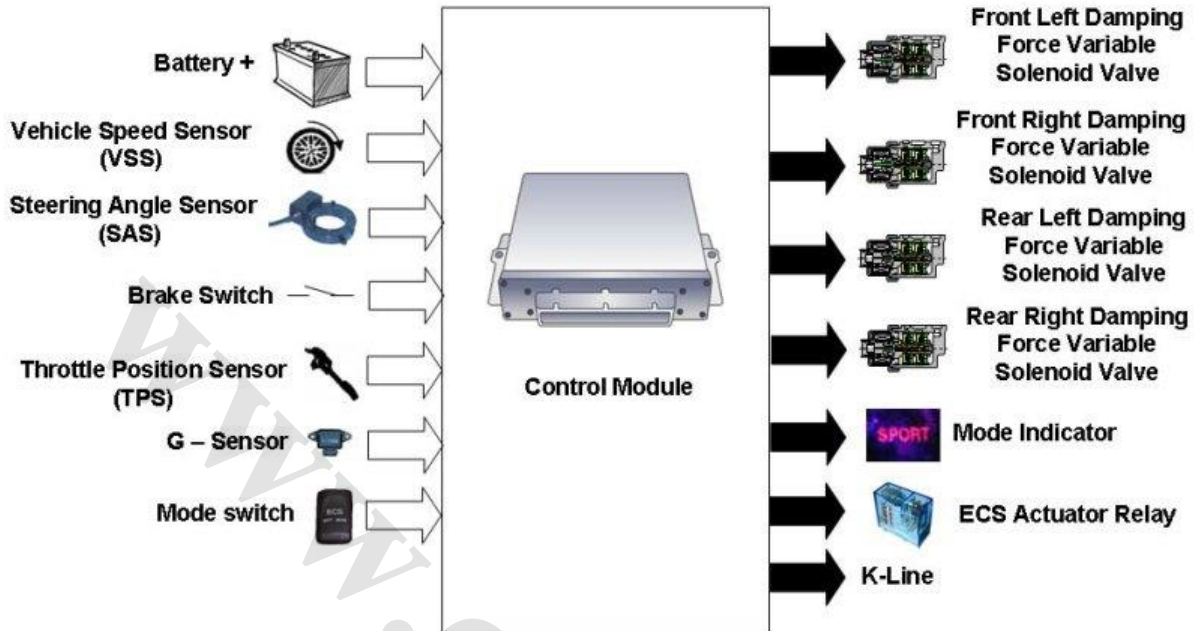 Battery +
Vehicle Speed Sensor
(VSS)
Steering Angle Sensor
(SAS)
Brake Switch
Throttle Position Sensor
(TPS)
G – Sensor
Mode switch
ECS
Control Module
Front Left Damping
Force Variable
Solenoid Valve
Front Right Damping
Force Variable
Solenoid Valve
Rear Left Damping
Force Variable
Solenoid Valve
Rear Right Damping
Force Variable
Solenoid Valve
SPORT
Mode Indicator
ECS Actuator Relay
K-Line
www.